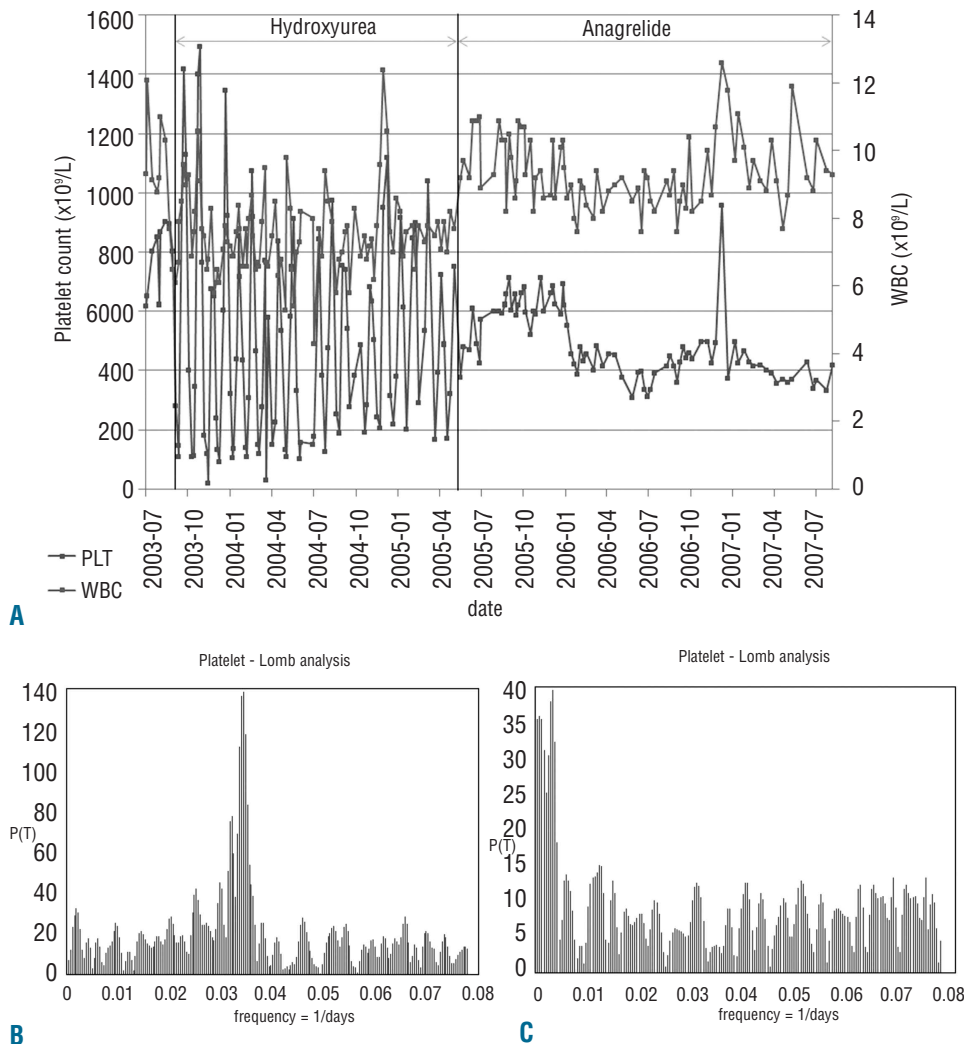 Hydroxyurea
Anagrelide
Platelet count (x10⁹/L)
1600
1400
1200
1000
800
6000
400
200
0
14
12
10
8
6
4
2
0
WBC (x10⁹/L)
2003-07
2003-10
2004-01
2004-04
2004-07
2004-10
2005-01
2005-04
2005-07
2005-10
2006-01
2006-04
2006-07
2006-10
2007-01
2007-04
2007-07
PLT
WBC
date
A
Platelet - Lomb analysis
140
120
100
80
60
40
20
0
P(T)
0 0.01 0.02 0.03 0.04 0.05 0.06 0.07 0.08
frequency = 1/days
B
Platelet - Lomb analysis
40
35
30
25
20
15
10
5
0
P(T)
0 0.01 0.02 0.03 0.04 0.05 0.06 0.07 0.08
frequency = 1/days
C